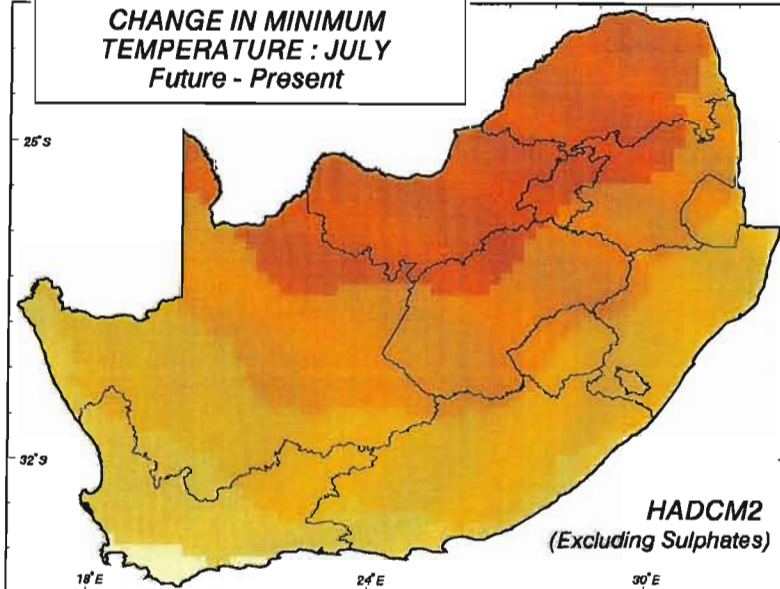 CHANGE IN MINIMUM
TEMPERATURE : JULY
Future - Present
25°S
32°S
HADCM2
(Excluding Sulphates)
18°E
24°E
30°E